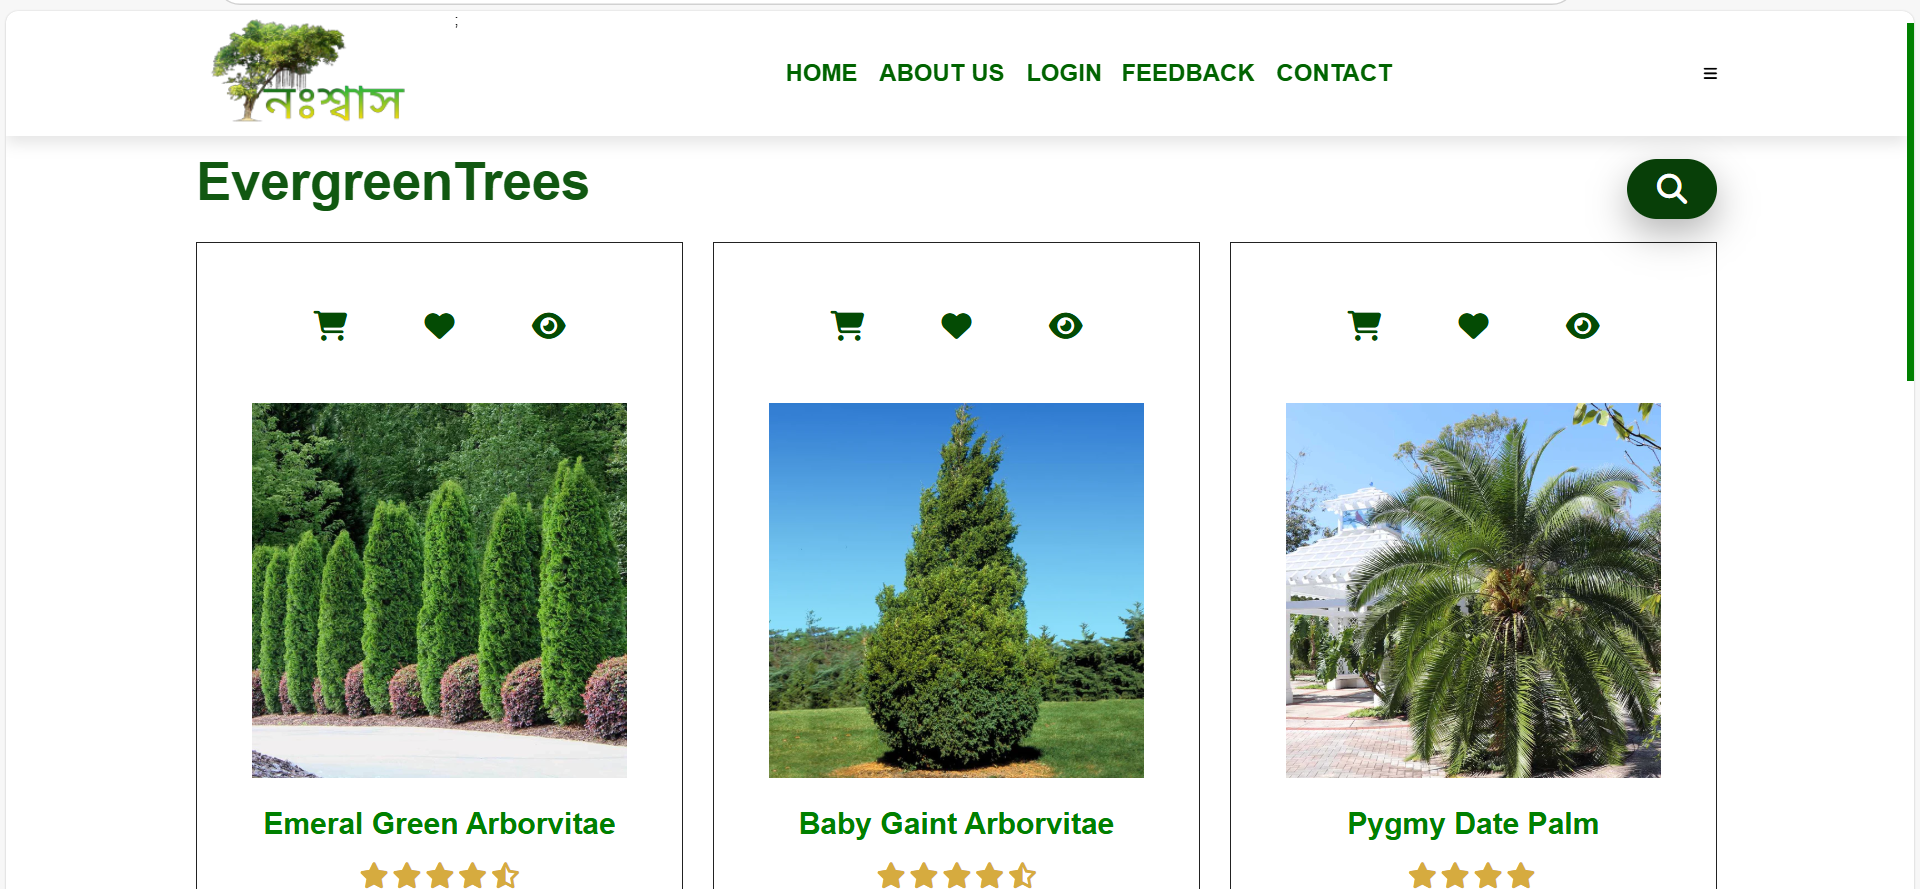 ;
নঃশ্বাস
HOME ABOUT US LOGIN FEEDBACK CONTACT
EvergreenTrees
Emeral Green Arborvitae
Baby Gaint Arborvitae
Pygmy Date Palm